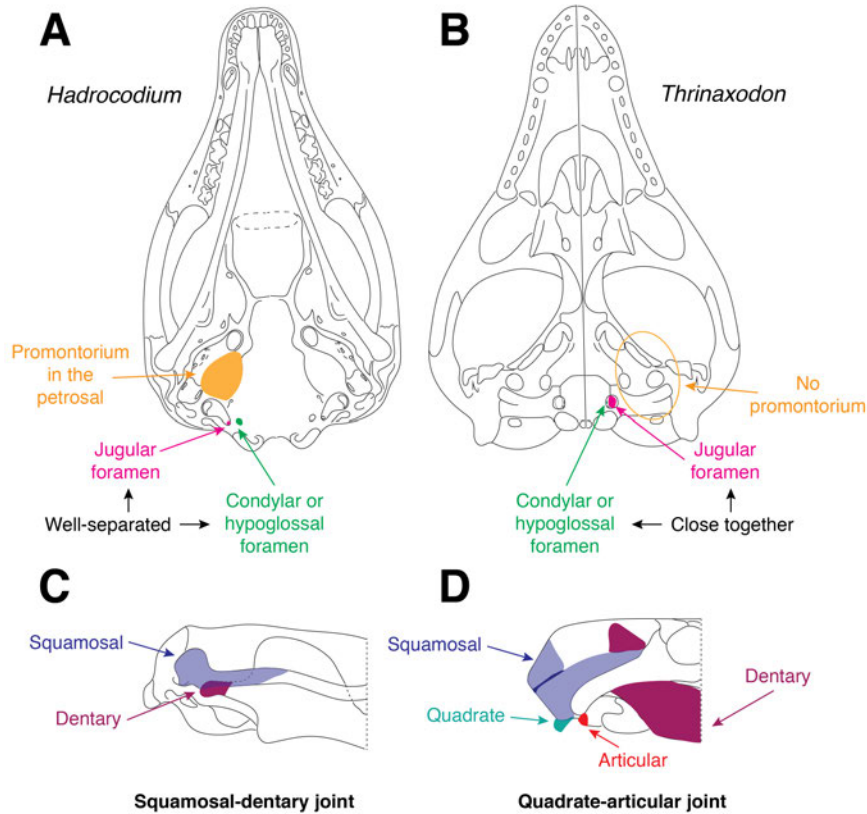 A
B
Hadrocodium
Thrinaxodon
Promontorium
in the
petrosal
No
promontorium
Jugular
foramen
Jugular
foramen
Condylar or
hypoglossal
foramen
Condylar or
hypoglossal
foramen
Well-separated
Close together
C
D
Squamosal
Squamosal
Dentary
Dentary
Quadrate
Articular
Squamosal-dentary joint
Quadrate-articular joint